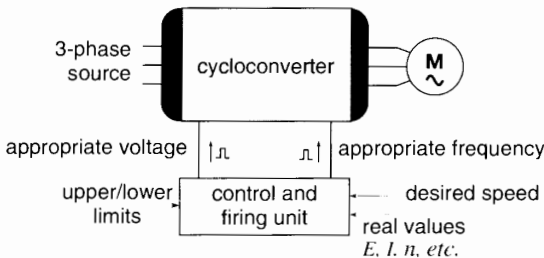 3-phase
source
cycloconverter
M
~
appropriate voltage
appropriate frequency
upper/lower
limits
control and
firing unit
desired speed
real values
E, I. n, etc.